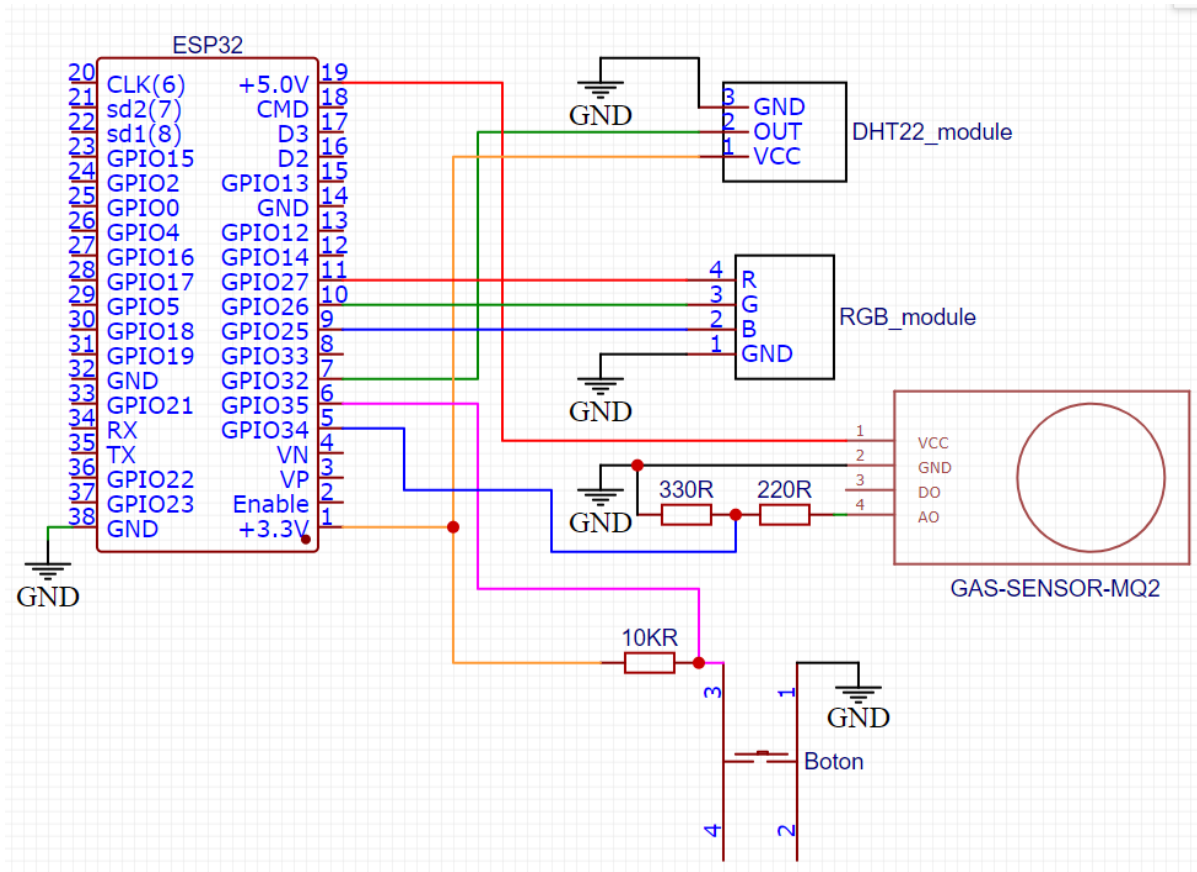 ESP32
20 CLK(6) +5.0V 19
21 sd2(7) CMD 18
22 sd1(8) D3 17
23 GPIO15 D2 16
24 GPIO2 GPIO13 15
25 GPIO0 GND 14
26 GPIO4 GPIO12 13
27 GPIO16 GPIO14 12
28 GPIO17 GPIO27 11
29 GPIO5 GPIO26 10
30 GPIO18 GPIO25 9
31 GPIO19 GPIO33 8
32 GND GPIO32 7
33 GPIO21 GPIO35 6
34 RX GPIO34 5
35 TX VN 4
36 GPIO22 VP 3
37 GPIO23 Enable 2
38 GND +3.3V 1
GND
GND
3 GND
2 OUT
1 VCC
DHT22_module
4 R
3 G
2 B
1 GND
RGB_module
GND
1 VCC
2 GND
3 DO
4 AO
GAS-SENSOR-MQ2
330R 220R
GND
10KR
3 1
GND
Boton
4 2